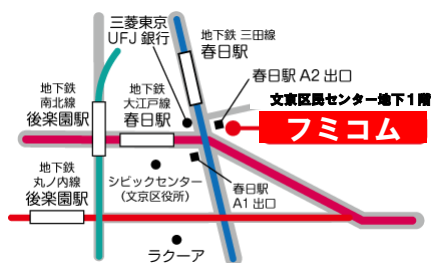 三菱東京
UFJ 銀行
地下鉄 三田線
春日駅
春日駅 A2 出口
文京区民センター地下１階
フミコム
地下鉄
南北線
後楽園駅
地下鉄
大江戸線
春日駅
地下鉄
丸ノ内線
後楽園駅
シビックセンター
（文京区役所）
春日駅
A1 出口
ラクーア